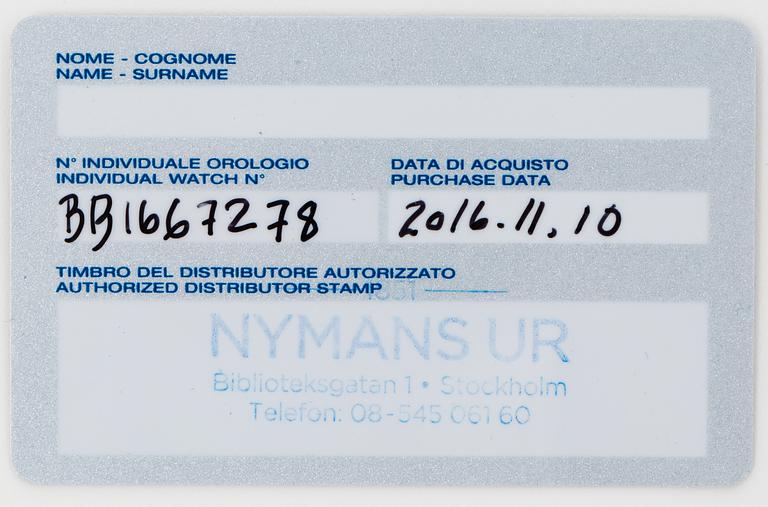 NOME - COGNOME
NAME - SURNAME
N° INDIVIDUALE OROLOGIO
INDIVIDUAL WATCH N°
BB1667278
DATA DI ACQUISTO
PURCHASE DATA
2016.11.10
TIMBRO DEL DISTRIBUTORE AUTORIZZATO
AUTHORIZED DISTRIBUTOR STAMP
NYMANS UR
Biblioteksgatan 1 • Stockholm
Telefon: 08-545 061 60